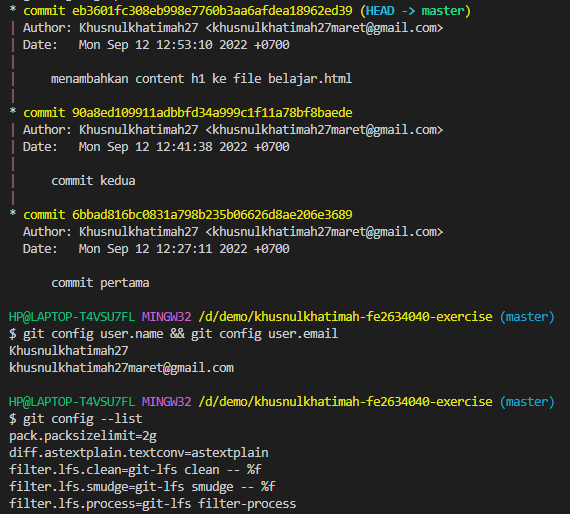 * commit eb3601fc308eb998e7760b3aa6afdea18962ed39 (HEAD -> master)
| Author: Khusnulkhatimah27 <khusnulkhatimah27maret@gmail.com>
| Date:   Mon Sep 12 12:53:10 2022 +0700
|
|     menambahkan content h1 ke file belajar.html
|
* commit 90a8ed109911adbbfd34a999c1f11a78bf8baede
| Author: Khusnulkhatimah27 <khusnulkhatimah27maret@gmail.com>
| Date:   Mon Sep 12 12:41:38 2022 +0700
|
|     commit kedua
|
* commit 6bbad816bc0831a798b235b06626d8ae206e3689
  Author: Khusnulkhatimah27 <khusnulkhatimah27maret@gmail.com>
  Date:   Mon Sep 12 12:27:11 2022 +0700

      commit pertama

HP@LAPTOP-T4VSU7FL MINGW32 /d/demo/khusnulkhatimah-fe2634040-exercise (master)
$ git config user.name && git config user.email
Khusnulkhatimah27
khusnulkhatimah27maret@gmail.com

HP@LAPTOP-T4VSU7FL MINGW32 /d/demo/khusnulkhatimah-fe2634040-exercise (master)
$ git config --list
pack.packsizelimit=2g
diff.astextplain.textconv=astextplain
filter.lfs.clean=git-lfs clean -- %f
filter.lfs.smudge=git-lfs smudge -- %f
filter.lfs.process=git-lfs filter-process